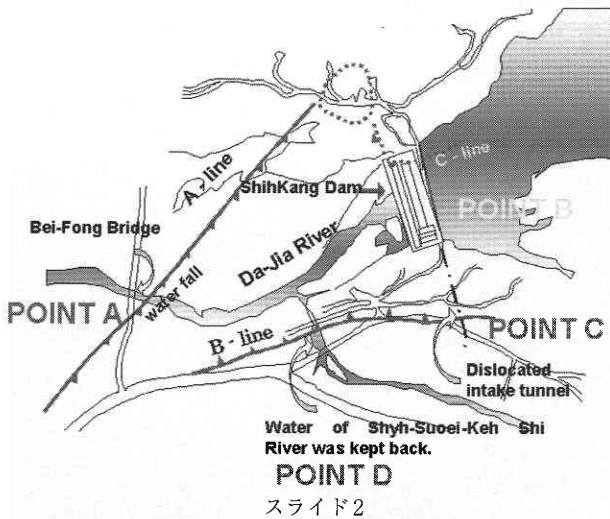 C - line
A - line
ShihKang Dam
POINT B
Bei-Fong Bridge
Da-Jia River
water fall
POINT A
B - line
POINT C
Dislocated
intake tunnel
Water of Shyh-Suoei-Keh Shi
River was kept back.
POINT D
スライド2